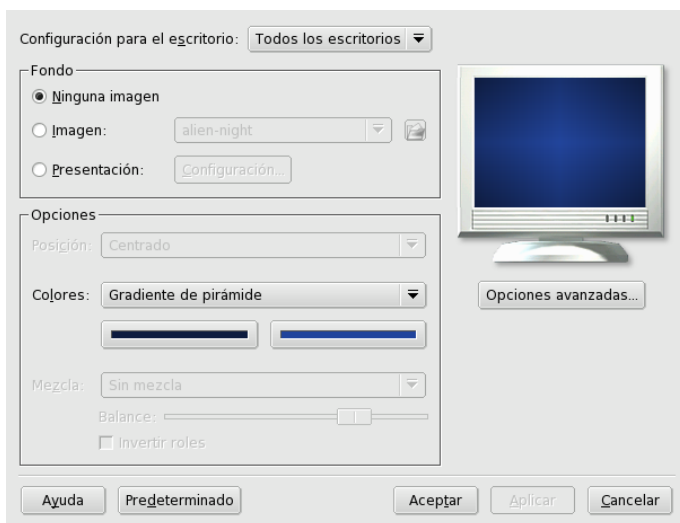 Configuración para el escritorio: Todos los escritorios
Fondo
Ninguna imagen
Imagen: alien-night
Presentación: Configuración...
Opciones
Posición: Centrado
Colores: Gradiente de pirámide
Opciones avanzadas...
Mezcla: Sin mezcla
Balance:
Invertir roles
Ayuda Predeterminado Aceptar Aplicar Cancelar